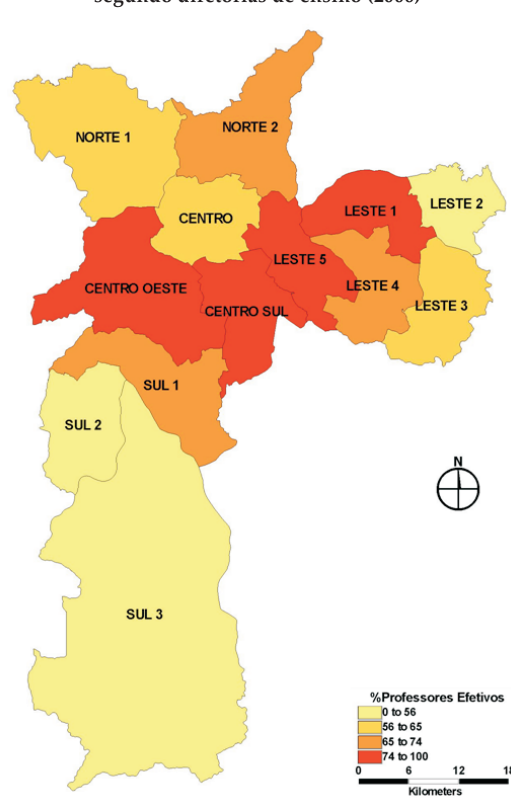 segundo diretorias de ensino (2006)
NORTE 2
NORTE 1
LESTE 2
LESTE 1
CENTRO
LESTE 5
LESTE 4
CENTRO OESTE
LESTE 3
CENTRO SUL
SUL 1
SUL 2
N
SUL 3
%Professores Efetivos
0 to 56
56 to 65
65 to 74
74 to 100
0 6 12 18
Kilometers